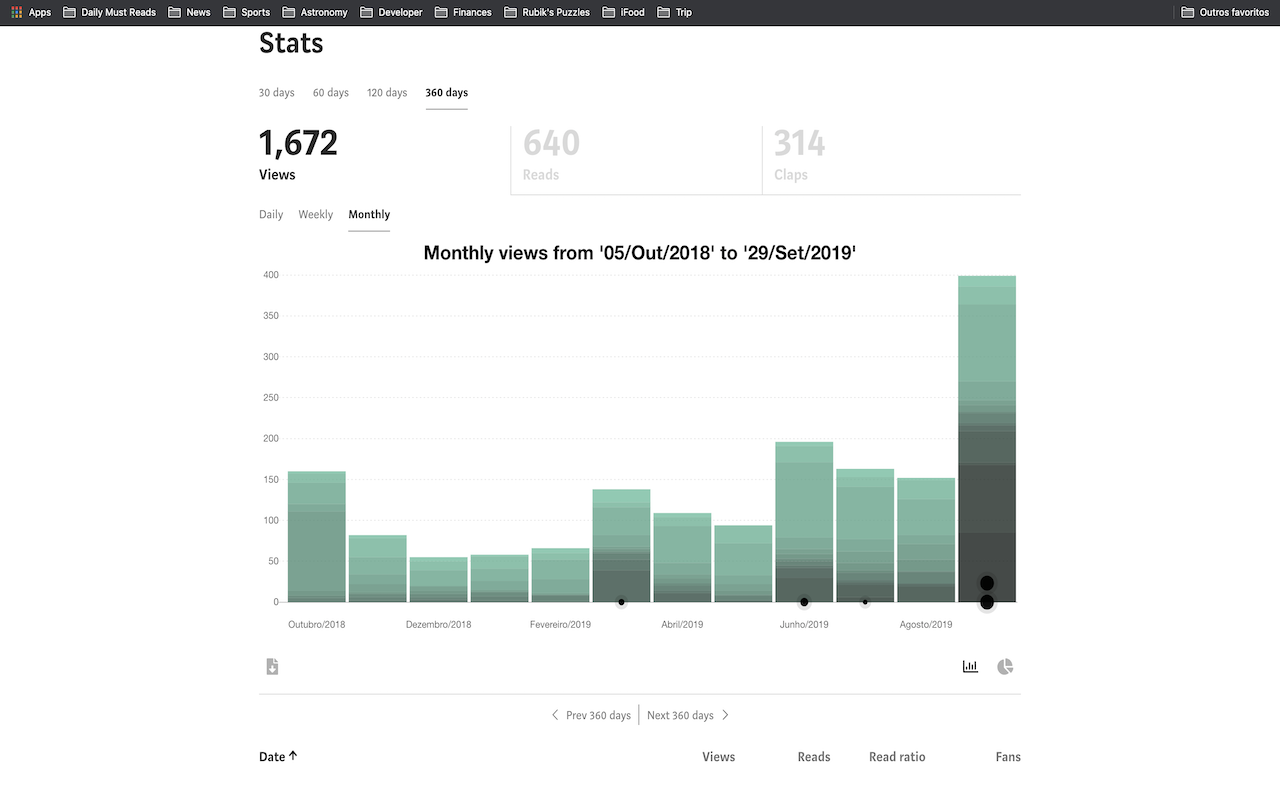 Apps Daily Must Reads News Sports Astronomy Developer Finances Rubik's Puzzles iFood Trip Outros favoritos
Stats
30 days 60 days 120 days 360 days
1,672 640 314
Views Reads Claps
Daily Weekly Monthly
Monthly views from '05/Out/2018' to '29/Set/2019'
400
350
300
250
200
150
100
50
0
Outubro/2018 Dezembro/2018 Fevereiro/2019 Abril/2019 Junho/2019 Agosto/2019
Prev 360 days Next 360 days
Date Views Reads Read ratio Fans